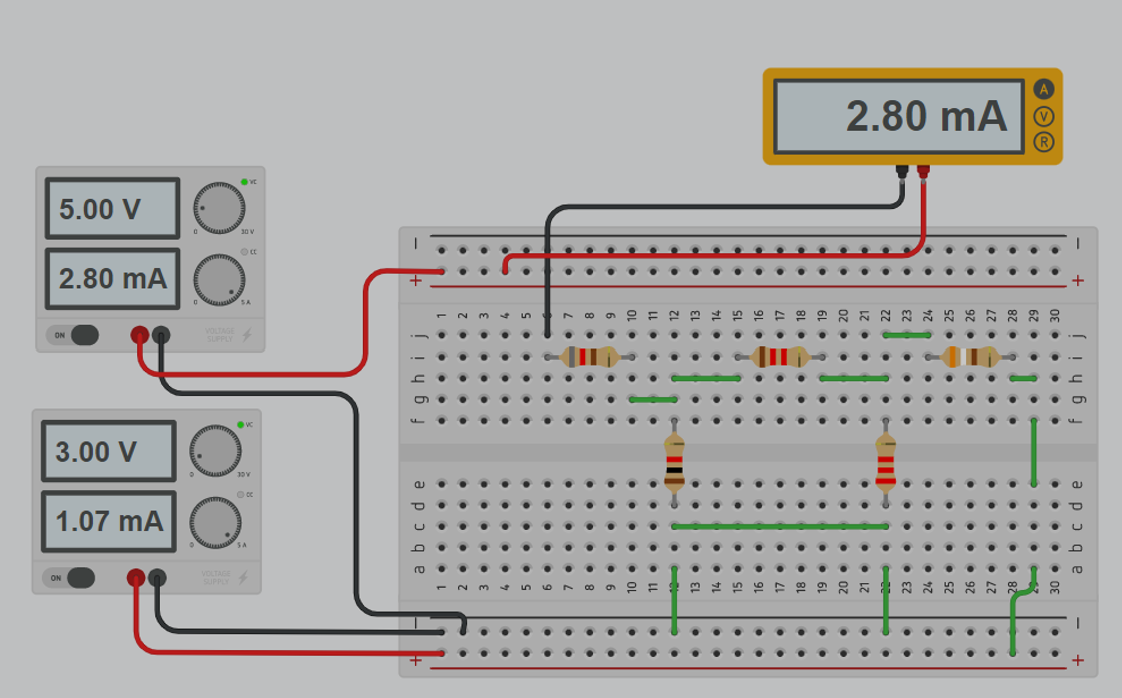 2.80 mA
A
V
R
5.00 V
VC
0
30 V
CC
2.80 mA
0
5 A
ON
VOLTAGE
SUPPLY
3.00 V
VC
0
30 V
CC
1.07 mA
0
5 A
ON
VOLTAGE
SUPPLY
— —
+ +
1 2 3 4 5 6 7 8 9 10 11 12 13 14 15 16 17 18 19 20 21 22 23 24 25 26 27 28 29 30
j j
i i
h h
g g
f f
e e
d d
c c
b b
a a
1 2 3 4 5 6 7 8 9 10 11 12 13 14 15 16 17 18 19 20 21 22 23 24 25 26 27 28 29 30
— —
+ +